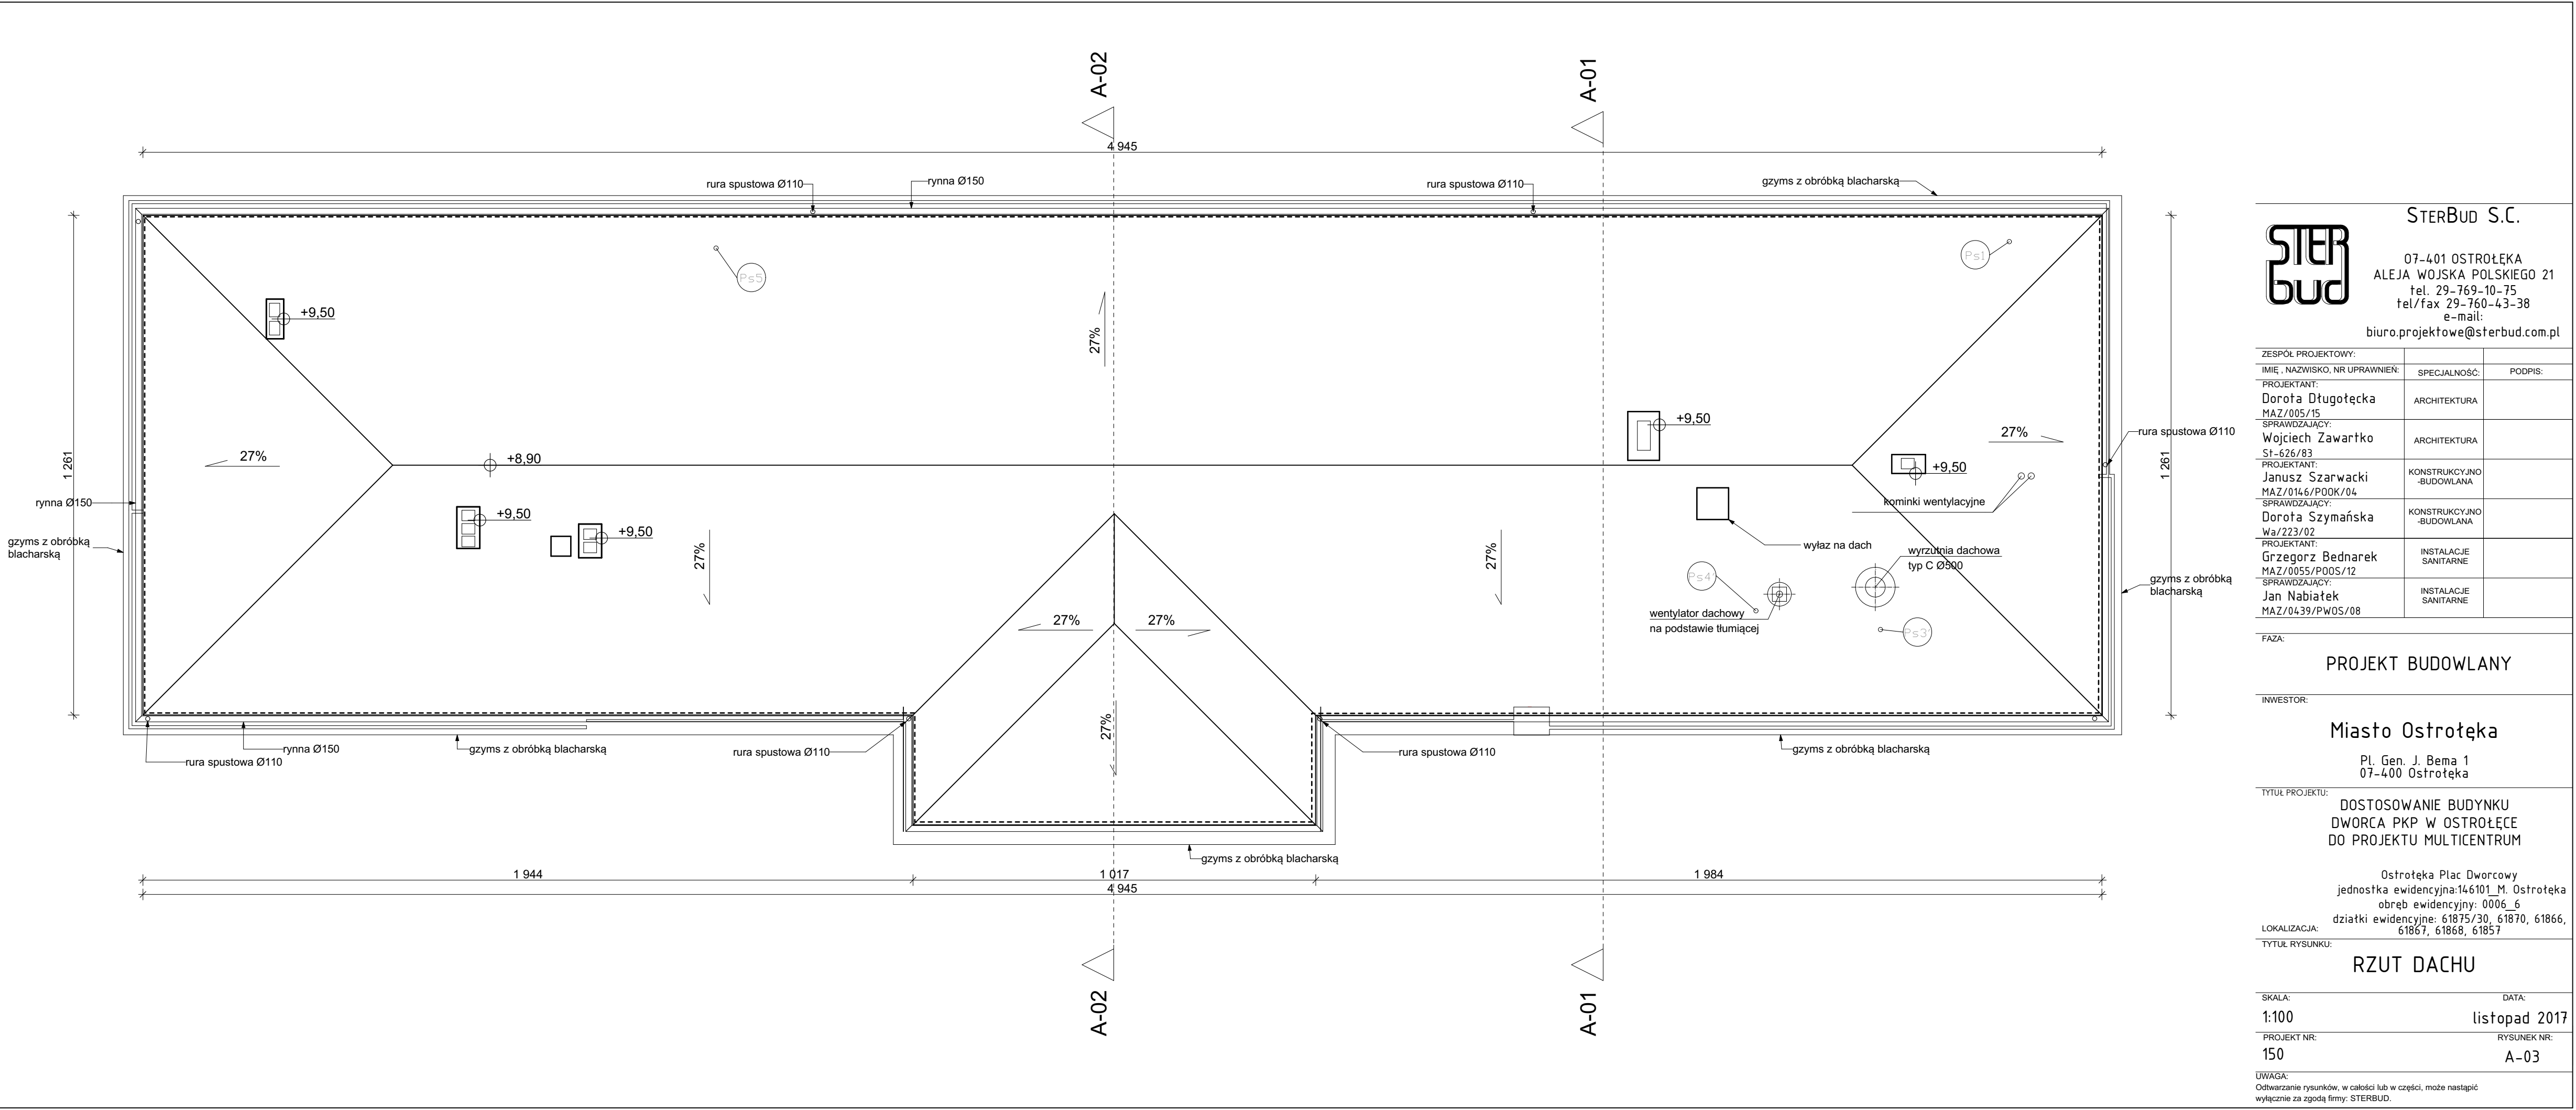 A-02
A-01
4 945
rura spustowa Ø110
rynna Ø150
rura spustowa Ø110
gzyms z obróbką blacharską
Ps5
Ps1
+9,50
27%
+9,50
27%
27%
rura spustowa Ø110
1 261
1 261
+8,90
+9,50
kominki wentylacyjne
rynna Ø150
+9,50
+9,50
gzyms z obróbką
blacharską
27%
27%
wyłaz na dach
wyrzutnia dachowa
typ C Ø500
Ps4
gzyms z obróbką
blacharską
wentylator dachowy
na podstawie tłumiącej
27%
27%
Ps3
27%
rynna Ø150
gzyms z obróbką blacharską
rura spustowa Ø110
rura spustowa Ø110
rura spustowa Ø110
gzyms z obróbką blacharską
gzyms z obróbką blacharską
1 944
1 017
1 984
4 945
A-02
A-01
STER
bud
STERBUD S.C.
07-401 OSTROŁĘKA
ALEJA WOJSKA POLSKIEGO 21
tel. 29-769-10-75
tel/fax 29-760-43-38
e-mail:
biuro.projektowe@sterbud.com.pl
ZESPÓŁ PROJEKTOWY:
IMIĘ , NAZWISKO, NR UPRAWNIEŃ: SPECJALNOŚĆ: PODPIS:
PROJEKTANT:
Dorota Długołęcka ARCHITEKTURA
MAZ/005/15
SPRAWDZAJĄCY:
Wojciech Zawartko ARCHITEKTURA
St-626/83
PROJEKTANT:
Janusz Szarwacki KONSTRUKCYJNO
-BUDOWLANA
MAZ/0146/POOK/04
SPRAWDZAJĄCY:
Dorota Szymańska KONSTRUKCYJNO
-BUDOWLANA
Wa/223/02
PROJEKTANT:
Grzegorz Bednarek INSTALACJE
SANITARNE
MAZ/0055/POOS/12
SPRAWDZAJĄCY:
Jan Nabiałek INSTALACJE
SANITARNE
MAZ/0439/PWOS/08
FAZA:
PROJEKT BUDOWLANY
INWESTOR:
Miasto Ostrołęka
Pl. Gen. J. Bema 1
07-400 Ostrołęka
TYTUŁ PROJEKTU:
DOSTOSOWANIE BUDYNKU
DWORCA PKP W OSTROŁĘCE
DO PROJEKTU MULTICENTRUM
Ostrołęka Plac Dworcowy
jednostka ewidencyjna:146101_M. Ostrołęka
obręb ewidencyjny: 0006_6
działki ewidencyjne: 61875/30, 61870, 61866,
LOKALIZACJA: 61867, 61868, 61857
TYTUŁ RYSUNKU:
RZUT DACHU
SKALA: DATA:
1:100 listopad 2017
PROJEKT NR: RYSUNEK NR:
150 A-03
UWAGA:
Odtwarzanie rysunków, w całości lub w części, może nastąpić
wyłącznie za zgodą firmy: STERBUD.